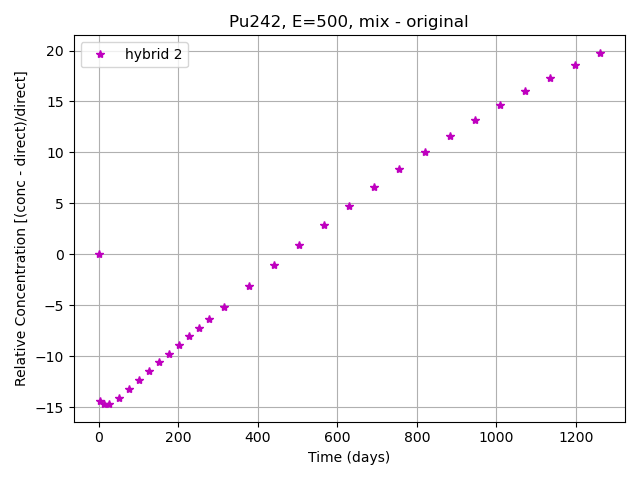 Pu242, E=500, mix - original
hybrid 2
20
15
10
5
0
−5
−10
−15
Relative Concentration [(conc - direct)/direct]
0 200 400 600 800 1000 1200
Time (days)